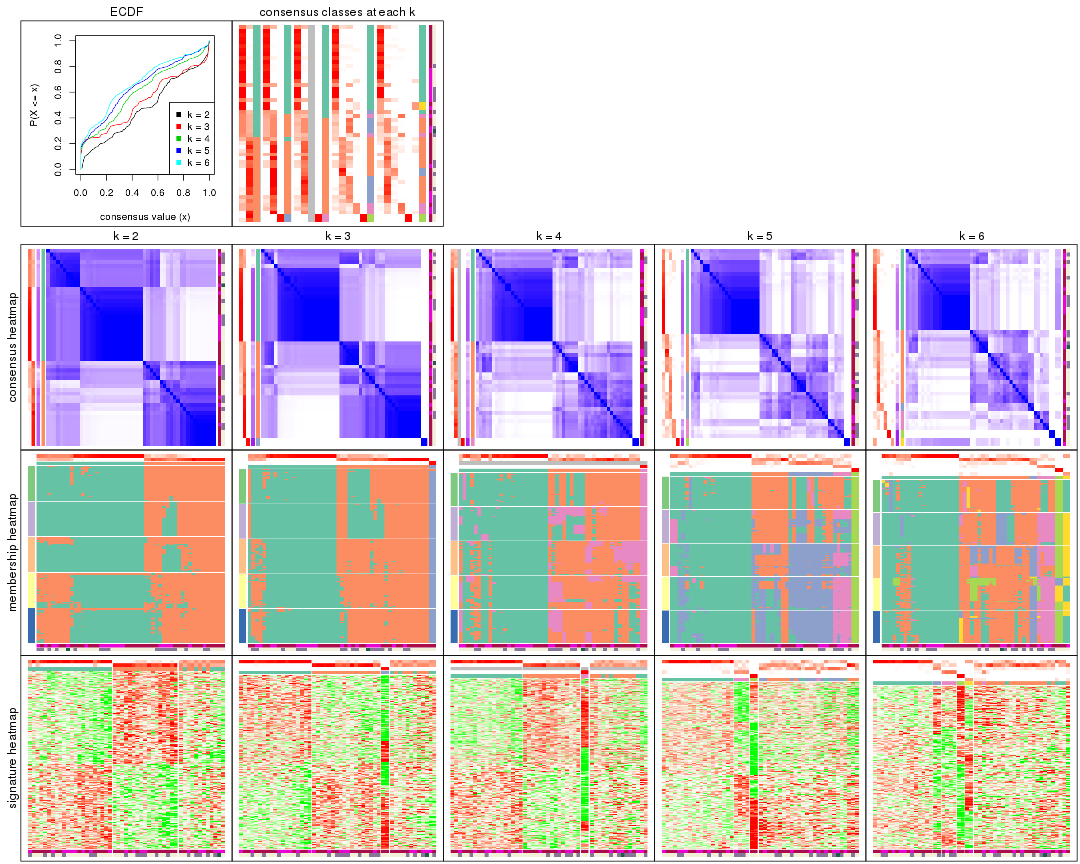 ECDF
consensus classes at each k
P(X <= x)
0.0 0.2 0.4 0.6 0.8 1.0
k = 2
k = 3
k = 4
k = 5
k = 6
0.0 0.2 0.4 0.6 0.8 1.0
consensus value (x)
k = 2 k = 3 k = 4 k = 5 k = 6
consensus heatmap
membership heatmap
signature heatmap